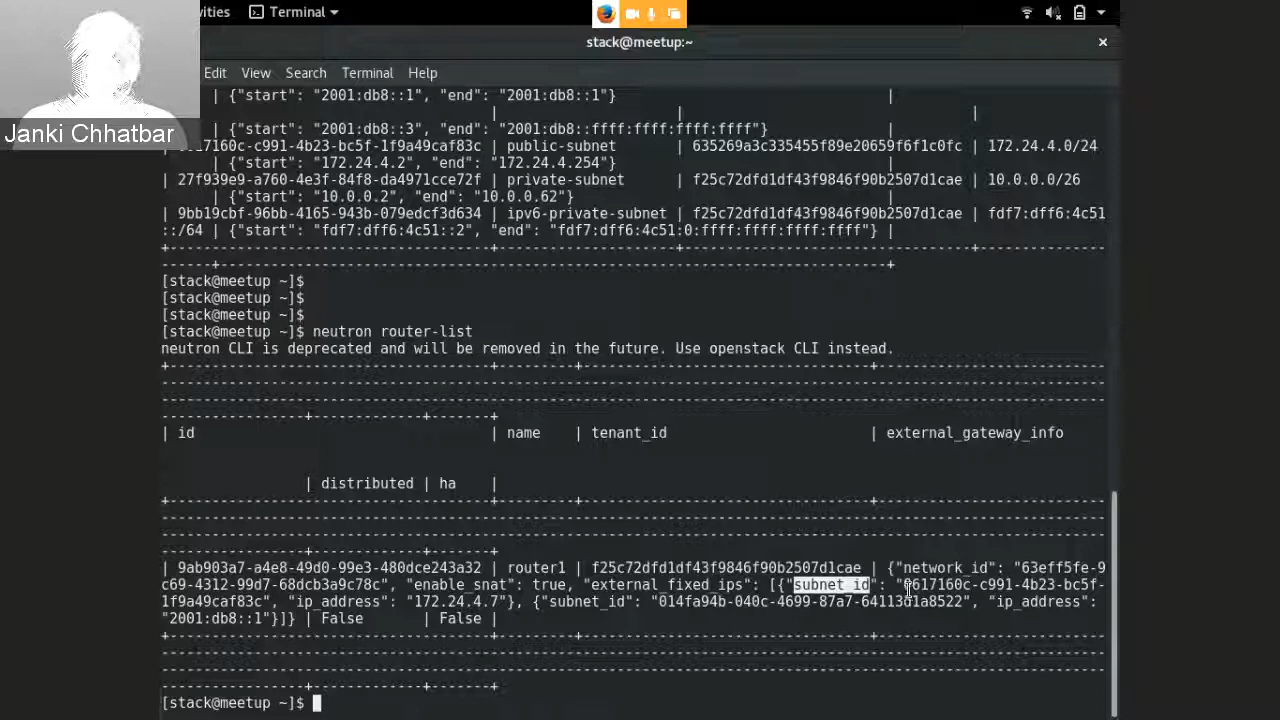 vities Terminal
stack@meetup:~
Edit View Search Terminal Help
Janki Chhatbar
| {"start": "2001:db8::1", "end": "2001:db8::1"} |
| | |
| {"start": "2001:db8::3", "end": "2001:db8::ffff:ffff:ffff:ffff"} |
17160c-c991-4b23-bc5f-1f9a49caf83c | public-subnet | 635269a3c335455f89e20659f6f1c0fc | 172.24.4.0/24
| {"start": "172.24.4.2", "end": "172.24.4.254"} |
| 27f939e9-a760-4e3f-84f8-da4971cce72f | private-subnet | f25c72dfd1df43f9846f90b2507d1cae | 10.0.0.0/26
| {"start": "10.0.0.2", "end": "10.0.0.62"} |
| 9bb19cbf-96bb-4165-943b-079edcf3d634 | ipv6-private-subnet | f25c72dfd1df43f9846f90b2507d1cae | fdf7:dff6:4c51
::/64 | {"start": "fdf7:dff6:4c51::2", "end": "fdf7:dff6:4c51:0:ffff:ffff:ffff:ffff"} |
[stack@meetup ~]$
[stack@meetup ~]$
[stack@meetup ~]$
[stack@meetup ~]$ neutron router-list
neutron CLI is deprecated and will be removed in the future. Use openstack CLI instead.
| id | name | tenant_id | external_gateway_info
| distributed | ha |
| 9ab903a7-a4e8-49d0-99e3-480dce243a32 | router1 | f25c72dfd1df43f9846f90b2507d1cae | {"network_id": "63eff5fe-9
c69-4312-99d7-68dcb3a9c78c", "enable_snat": true, "external_fixed_ips": [{"subnet_id": "0617160c-c991-4b23-bc5f-
1f9a49caf83c", "ip_address": "172.24.4.7"}, {"subnet_id": "014fa94b-040c-4699-87a7-64113d1a8522", "ip_address":
"2001:db8::1"}]} | False | False |
[stack@meetup ~]$